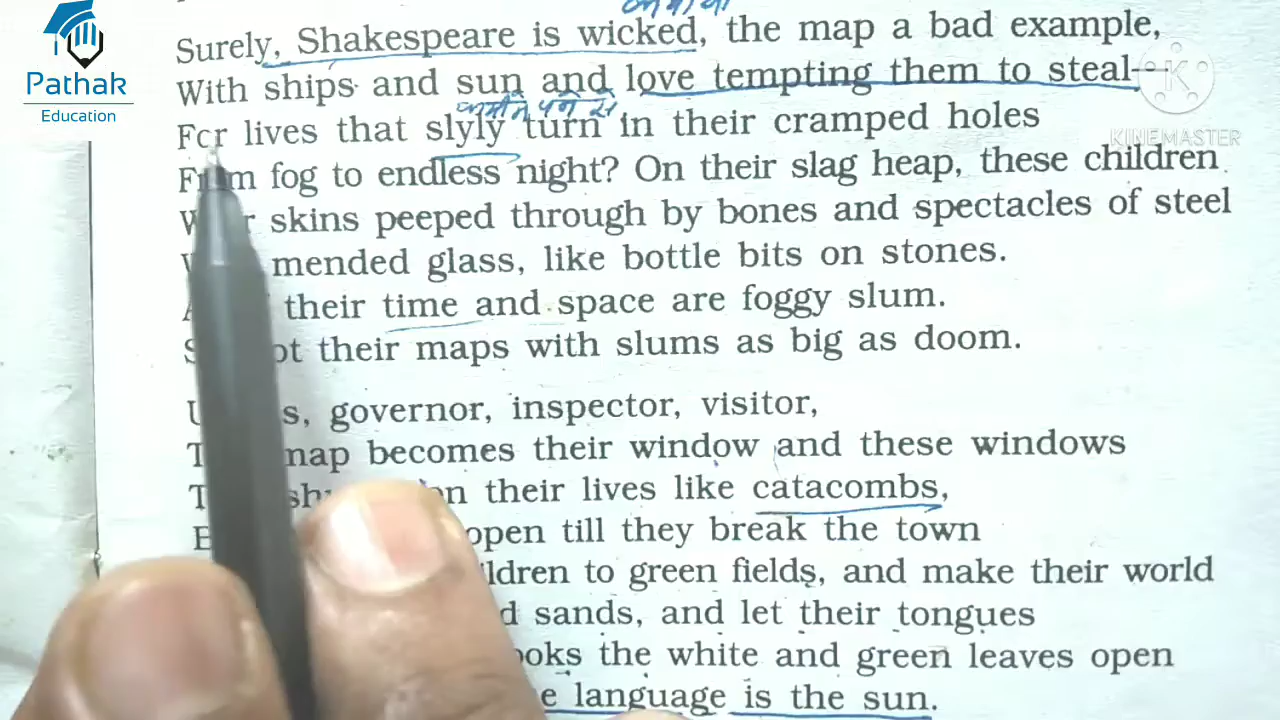 Pathak
Education
Surely, Shakespeare is wicked, the map a bad example,
With ships and sun and love tempting them to steal—
For lives that slyly turn in their cramped holes
From fog to endless night? On their slag heap, these children
skins peeped through by bones and spectacles of steel
mended glass, like bottle bits on stones.
their time and space are foggy slum.
their maps with slums as big as doom.
governor, inspector, visitor,
map becomes their window and these windows
their lives like catacombs,
open till they break the town
to green fields, and make their world
sands, and let their tongues
the white and green leaves open
language is the sun.
KINEMASTER